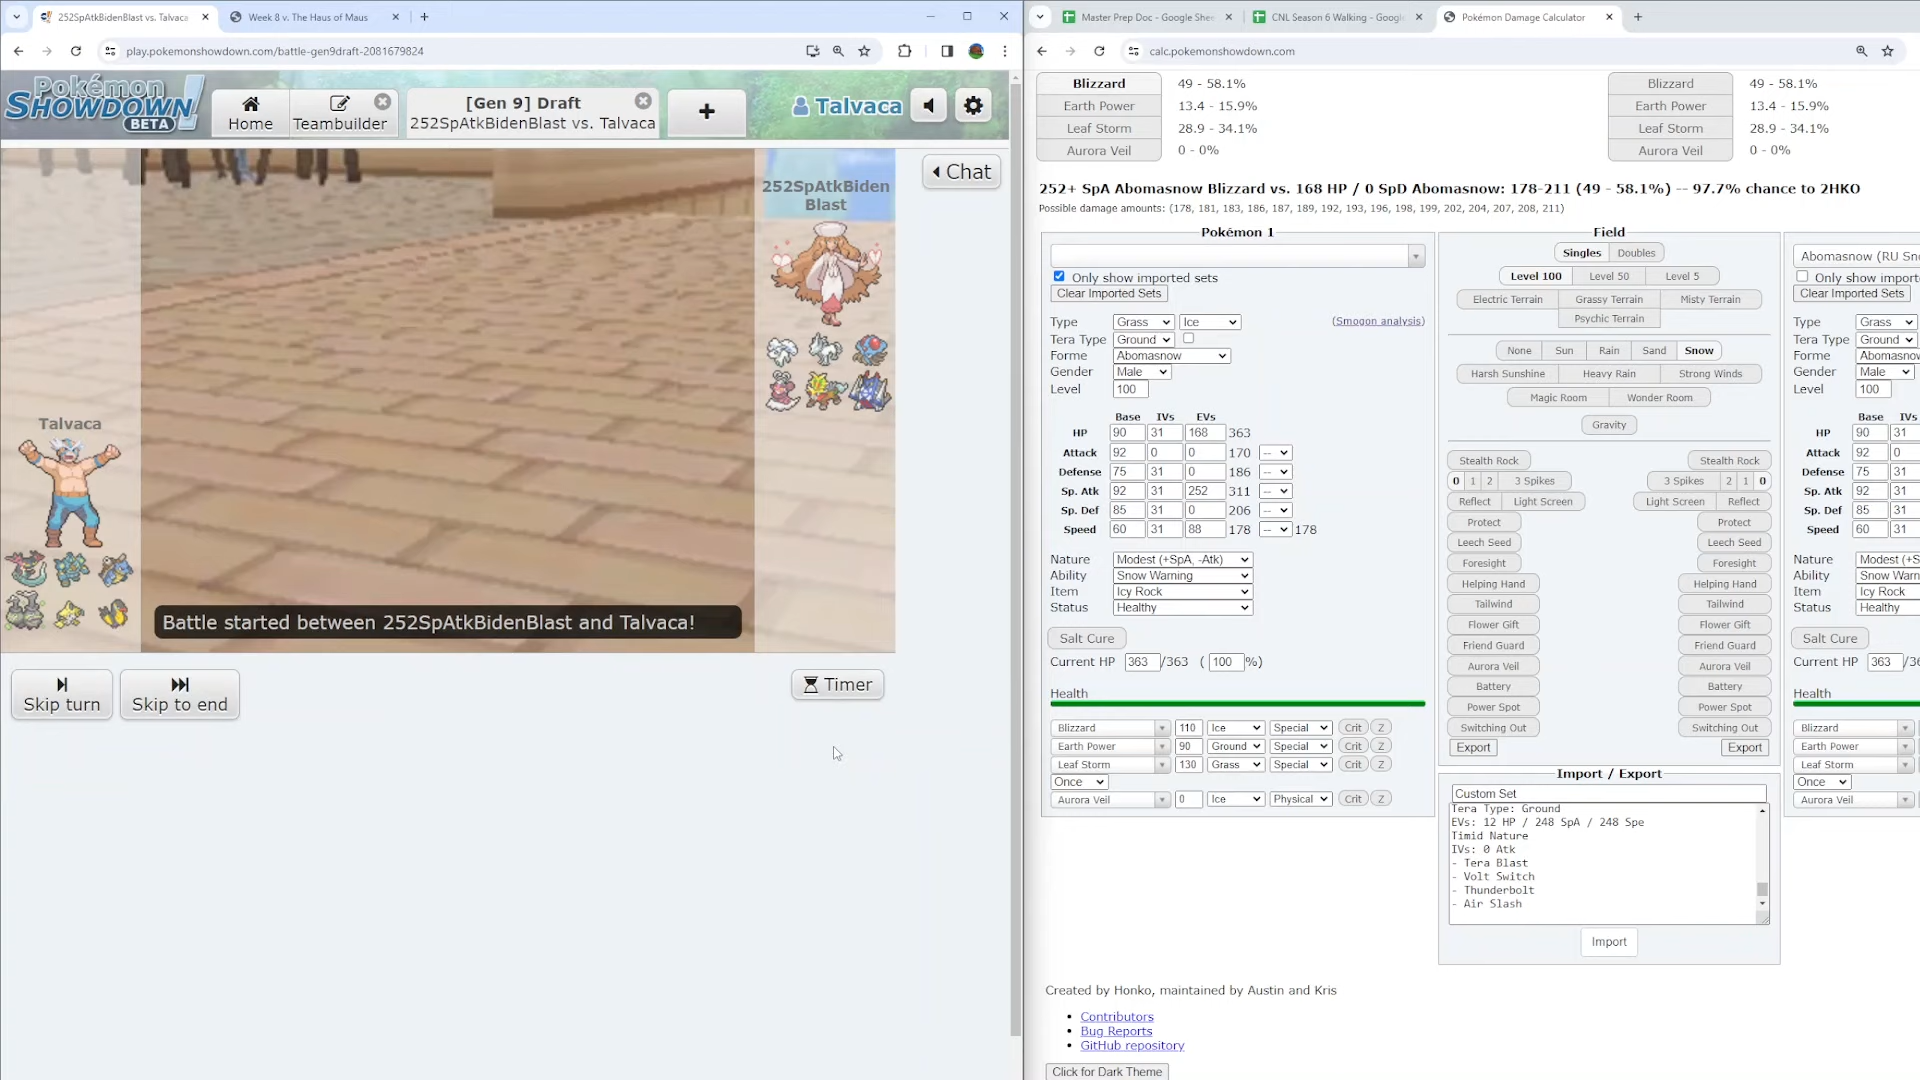 252SpAtkBidenBlast vs. Talvaca
Week 8 v. The Haus of Maus
play.pokemonshowdown.com/battle-gen9draft-2081679824
Pokémon
SHOWDOWN!
BETA
Home
Teambuilder
[Gen 9] Draft
252SpAtkBidenBlast vs. Talvaca
+
Talvaca
Chat
252SpAtkBiden
Blast
Talvaca
Battle started between 252SpAtkBidenBlast and Talvaca!
Skip turn
Skip to end
Timer
Master Prep Doc - Google She
CNL Season 6 Walking - Googl
Pokémon Damage Calculator
calc.pokemonshowdown.com
Blizzard 49 - 58.1%
Earth Power 13.4 - 15.9%
Leaf Storm 28.9 - 34.1%
Aurora Veil 0 - 0%
Blizzard 49 - 58.1%
Earth Power 13.4 - 15.9%
Leaf Storm 28.9 - 34.1%
Aurora Veil 0 - 0%
252+ SpA Abomasnow Blizzard vs. 168 HP / 0 SpD Abomasnow: 178-211 (49 - 58.1%) -- 97.7% chance to 2HKO
Possible damage amounts: (178, 181, 183, 186, 187, 189, 192, 193, 196, 198, 199, 202, 204, 207, 208, 211)
Pokémon 1
Only show imported sets
Clear Imported Sets
Type Grass Ice (Smogon analysis)
Tera Type Ground
Forme Abomasnow
Gender Male
Level 100
Base IVs EVs
HP 90 31 168 363
Attack 92 0 0 170 --
Defense 75 31 0 186 --
Sp. Atk 92 31 252 311 --
Sp. Def 85 31 0 206 --
Speed 60 31 88 178 -- 178
Nature Modest (+SpA, -Atk)
Ability Snow Warning
Item Icy Rock
Status Healthy
Salt Cure
Current HP 363 /363 ( 100 %)
Health
Blizzard 110 Ice Special Crit Z
Earth Power 90 Ground Special Crit Z
Leaf Storm 130 Grass Special Crit Z
Once
Aurora Veil 0 Ice Physical Crit Z
Field
Singles Doubles
Level 100 Level 50 Level 5
Electric Terrain Grassy Terrain Misty Terrain
Psychic Terrain
None Sun Rain Sand Snow
Harsh Sunshine Heavy Rain Strong Winds
Magic Room Wonder Room
Gravity
Stealth Rock Stealth Rock
0 1 2 3 Spikes 3 Spikes 2 1 0
Reflect Light Screen Light Screen Reflect
Protect Protect
Leech Seed Leech Seed
Foresight Foresight
Helping Hand Helping Hand
Tailwind Tailwind
Flower Gift Flower Gift
Friend Guard Friend Guard
Aurora Veil Aurora Veil
Battery Battery
Power Spot Power Spot
Switching Out Switching Out
Export Export
Import / Export
Custom Set
Tera Type: Ground
EVs: 12 HP / 248 SpA / 248 Spe
Timid Nature
IVs: 0 Atk
- Tera Blast
- Volt Switch
- Thunderbolt
- Air Slash
Import
Abomasnow (RU Sno
Only show import
Clear Imported Sets
Type Grass
Tera Type Ground
Forme Abomasnow
Gender Male
Level 100
Base IVs
HP 90 31
Attack 92 0
Defense 75 31
Sp. Atk 92 31
Sp. Def 85 31
Speed 60 31
Nature Modest (+S
Ability Snow Warn
Item Icy Rock
Status Healthy
Salt Cure
Current HP 363 /36
Health
Blizzard
Earth Power
Leaf Storm
Once
Aurora Veil
Created by Honko, maintained by Austin and Kris
• Contributors
• Bug Reports
• GitHub repository
Click for Dark Theme